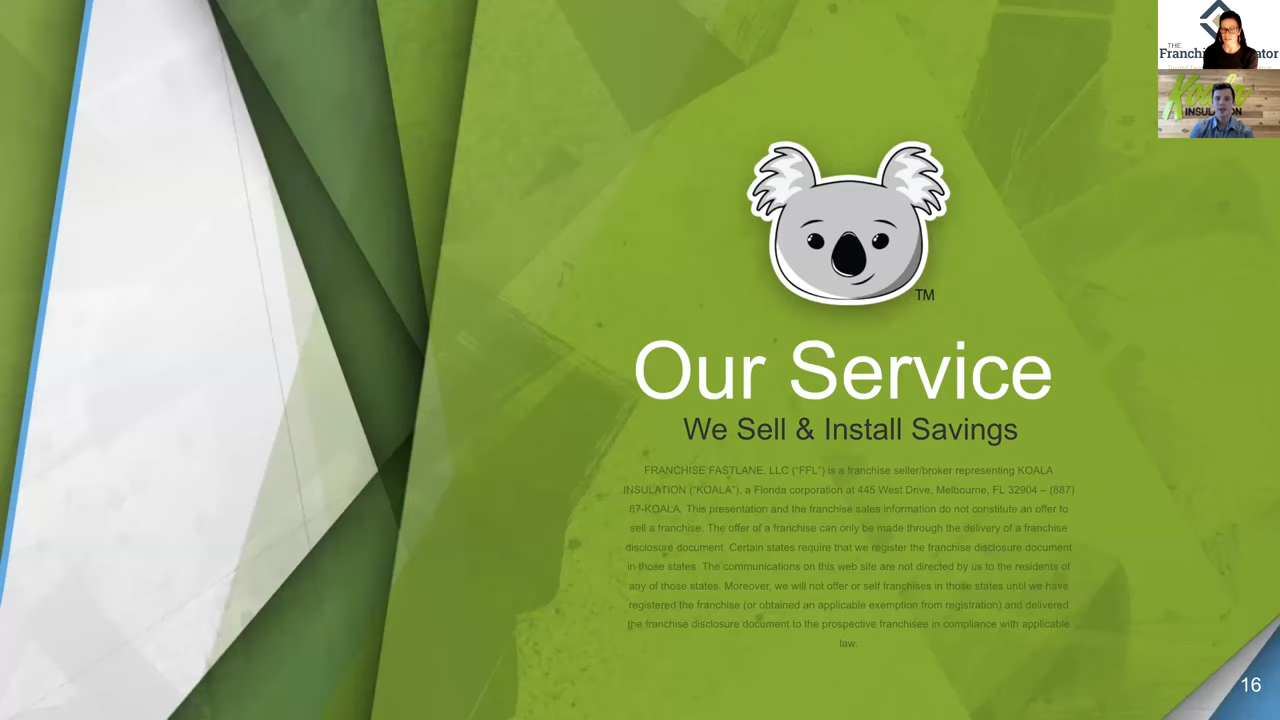 THE
Koala
INSULATION
TM
Our Service
We Sell & Install Savings
FRANCHISE FASTLANE, LLC (“FFL”) is a franchise seller/broker representing KOALA
INSULATION (“KOALA”), a Florida corporation at 445 West Drive, Melbourne, FL 32904 – (887)
87-KOALA. This presentation and the franchise sales information do not constitute an offer to
sell a franchise. The offer of a franchise can only be made through the delivery of a franchise
disclosure document. Certain states require that we register the franchise disclosure document
in those states. The communications on this web site are not directed by us to the residents of
any of those states. Moreover, we will not offer or self franchises in those states until we have
registered the franchise (or obtained an applicable exemption from registration) and delivered
the franchise disclosure document to the prospective franchisee in compliance with applicable
law.
16